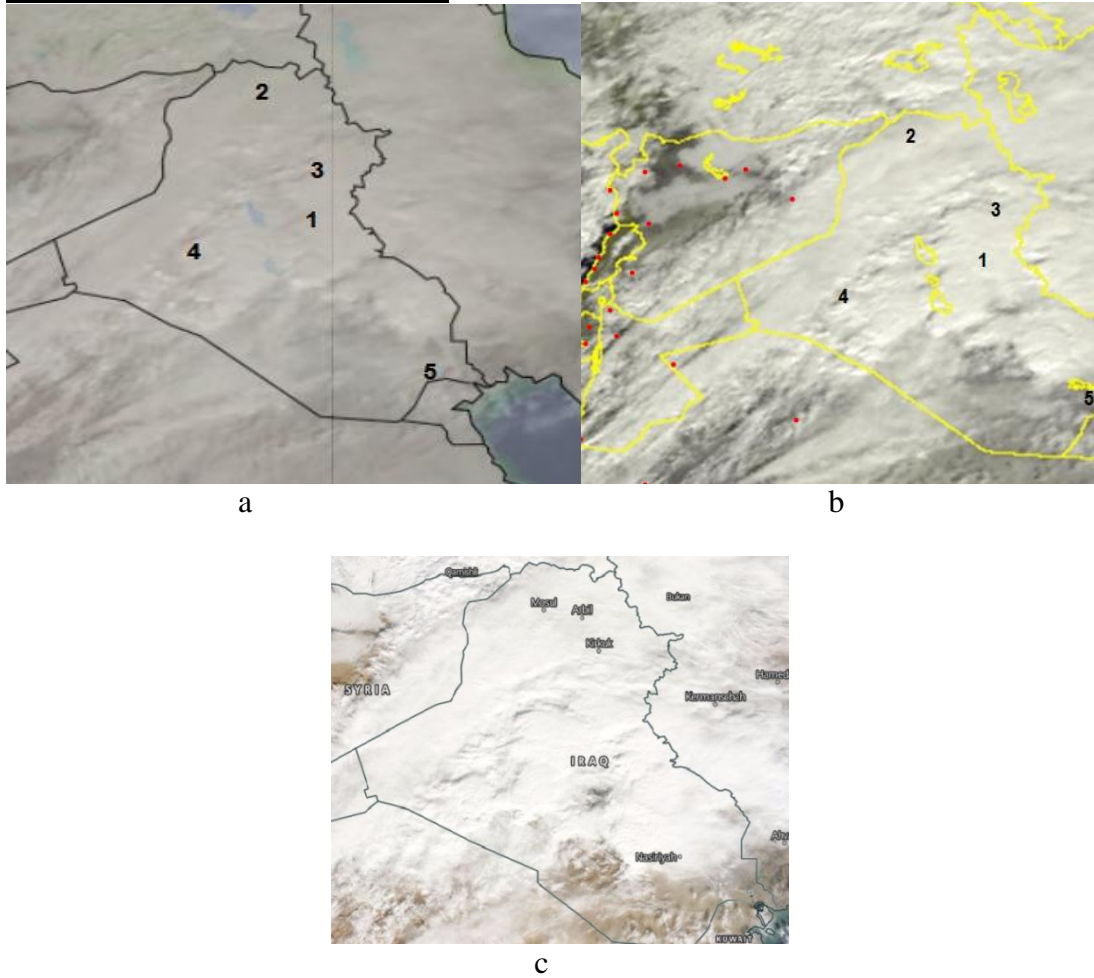 2
3
1
4
5
a
2
3
1
4
5
b
Qamishli
Mosul
Arbil
Bukan
Kirkuk
SYRIA
Kermanshah
IRAQ
Nasiriyah
KUWAIT
c